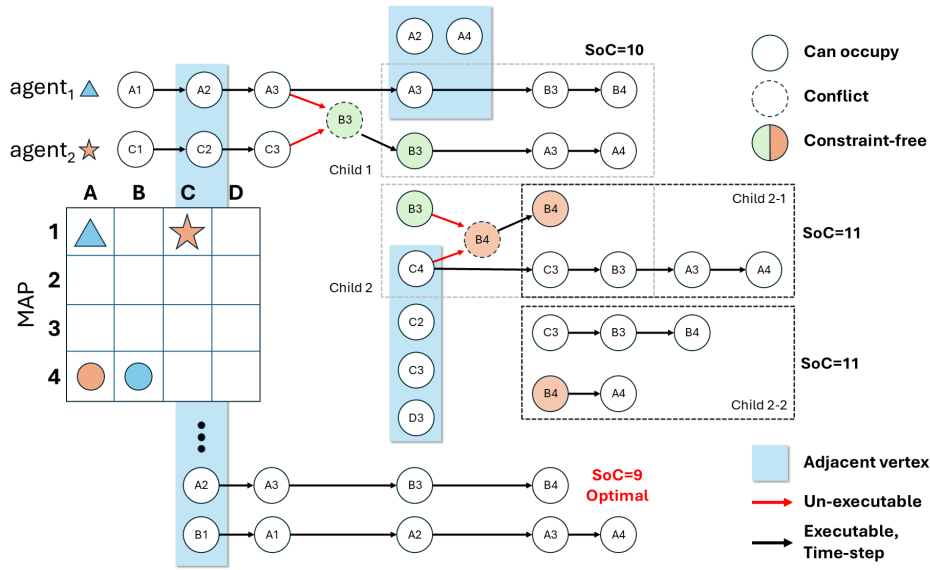 A2 A4
SoC=10
Can occupy
agent1 A1 A2 A3 A3 B3 B4
Conflict
B3
Constraint-free
agent2 C1 C2 C3 B3 A3 A4
Child 1
A B C D
MAP
1
2
3
4
B3 B4 Child 2-1
B4 SoC=11
C4 C3 B3 A3 A4
Child 2
C2 C3 B3 B4
SoC=11
C3
B4 A4 Child 2-2
D3
Adjacent vertex
A2 A3 B3 B4 SoC=9
Optimal
Un-executable
B1 A1 A2 A3 A4
Executable,
Time-step